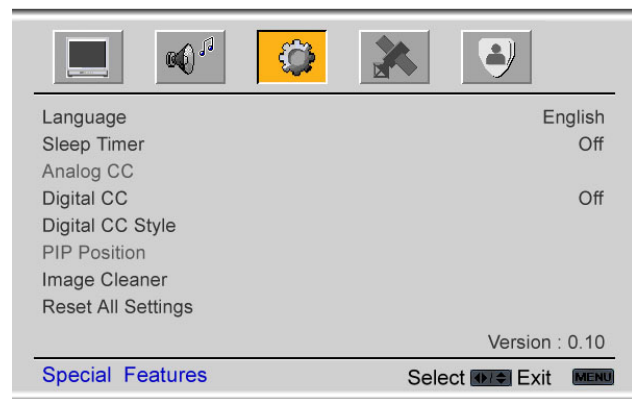 Language English
Sleep Timer Off
Analog CC
Digital CC Off
Digital CC Style
PIP Position
Image Cleaner
Reset All Settings
Version : 0.10
Special Features Select Exit MENU